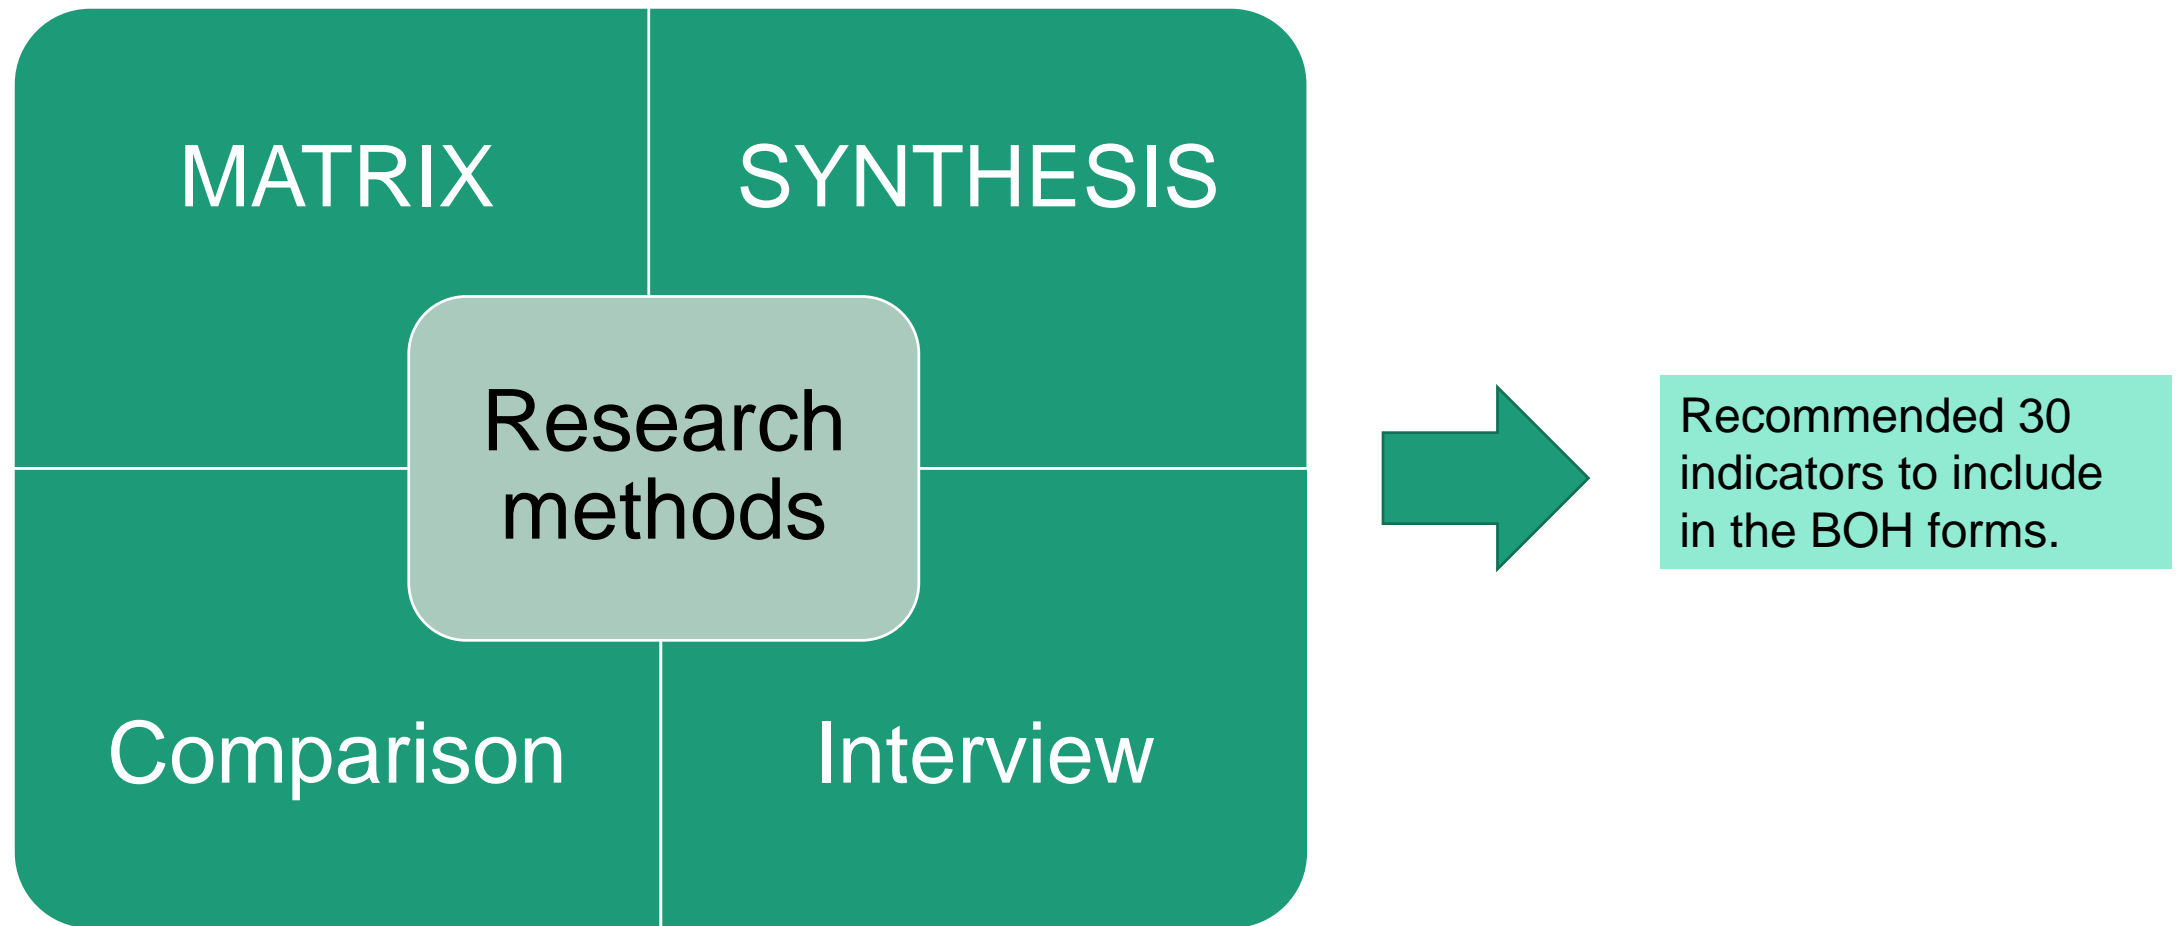 MATRIX
SYNTHESIS
Research
methods
Comparison
Interview
Recommended 30
indicators to include
in the BOH forms.